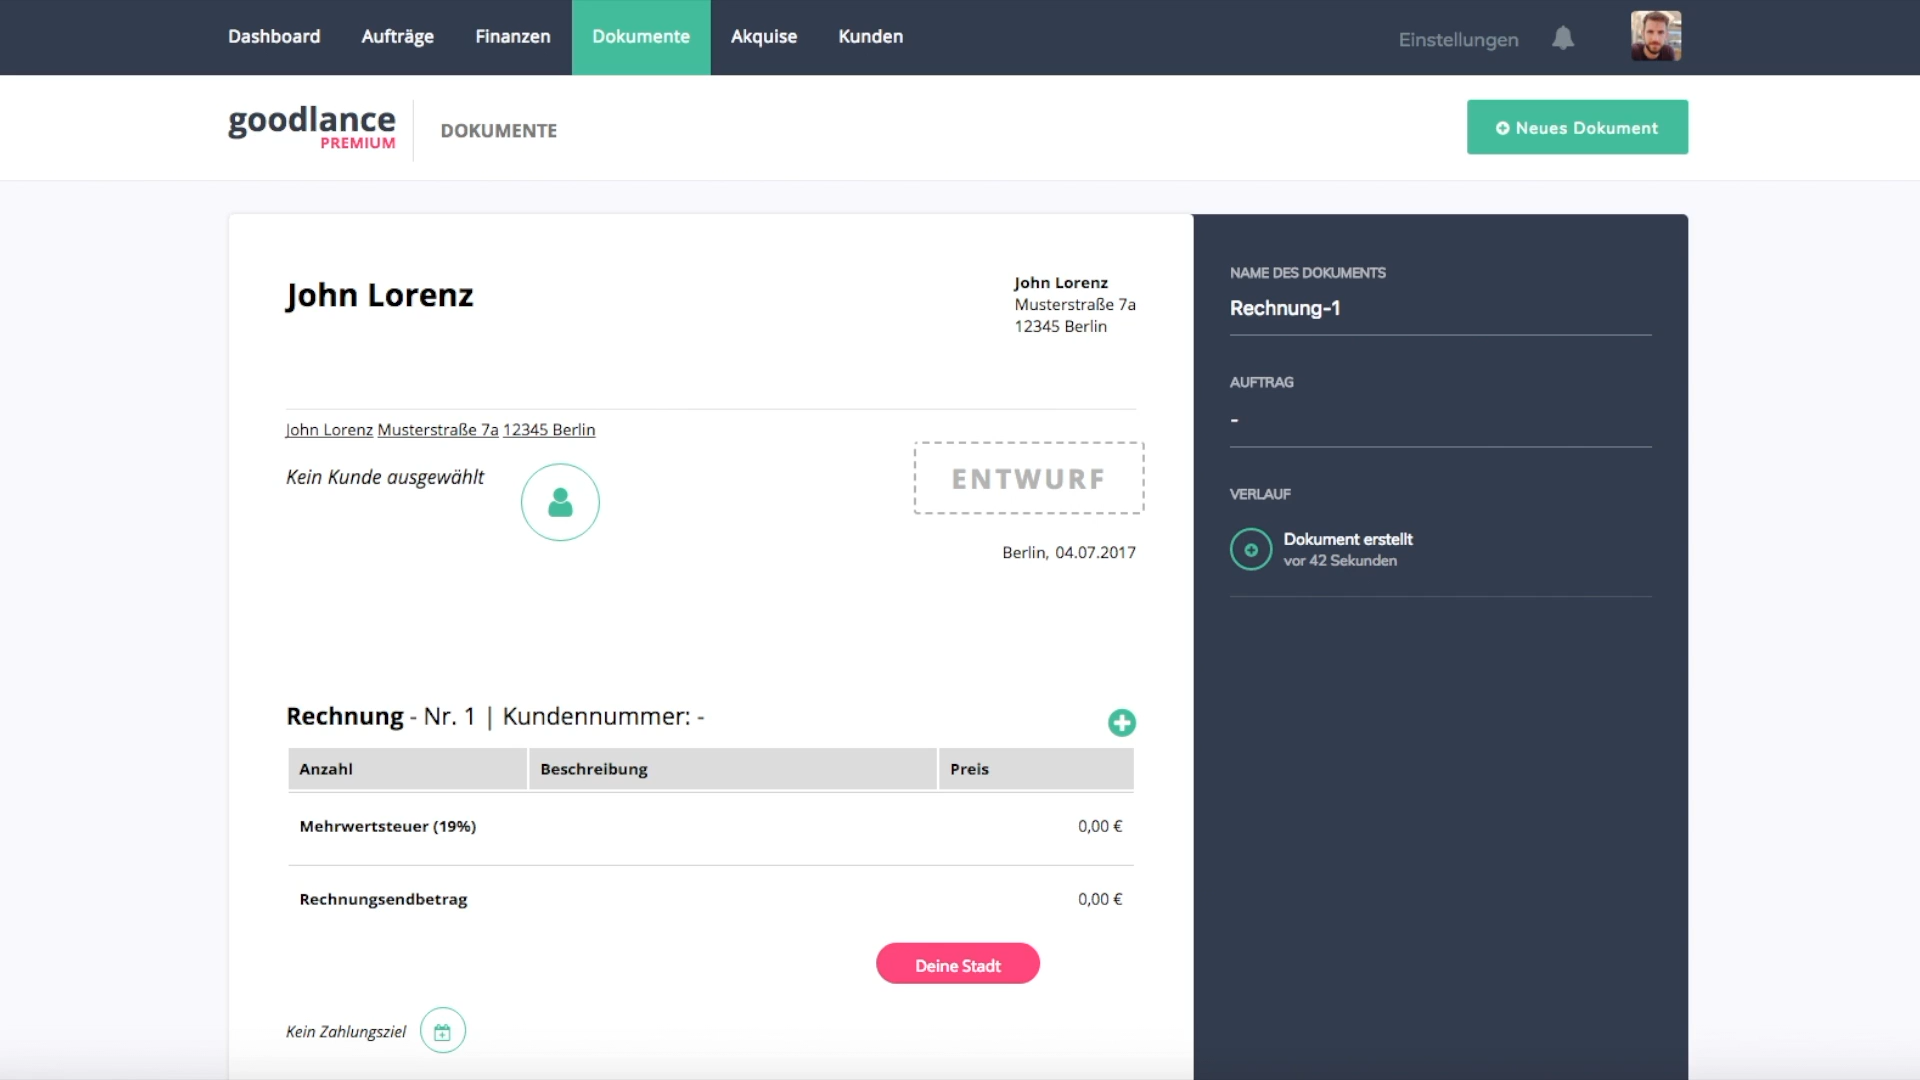 Dashboard Aufträge Finanzen Dokumente Akquise Kunden Einstellungen
goodlance
PREMIUM
DOKUMENTE
Neues Dokument
John Lorenz
John Lorenz
Musterstraße 7a
12345 Berlin
John Lorenz Musterstraße 7a 12345 Berlin
Kein Kunde ausgewählt
ENTWURF
Berlin, 04.07.2017
Rechnung - Nr. 1 | Kundennummer: -
Anzahl Beschreibung Preis
Mehrwertsteuer (19%) 0,00 €
Rechnungsendbetrag 0,00 €
Deine Stadt
Kein Zahlungsziel
NAME DES DOKUMENTS
Rechnung-1
AUFTRAG
-
VERLAUF
Dokument erstellt
vor 42 Sekunden